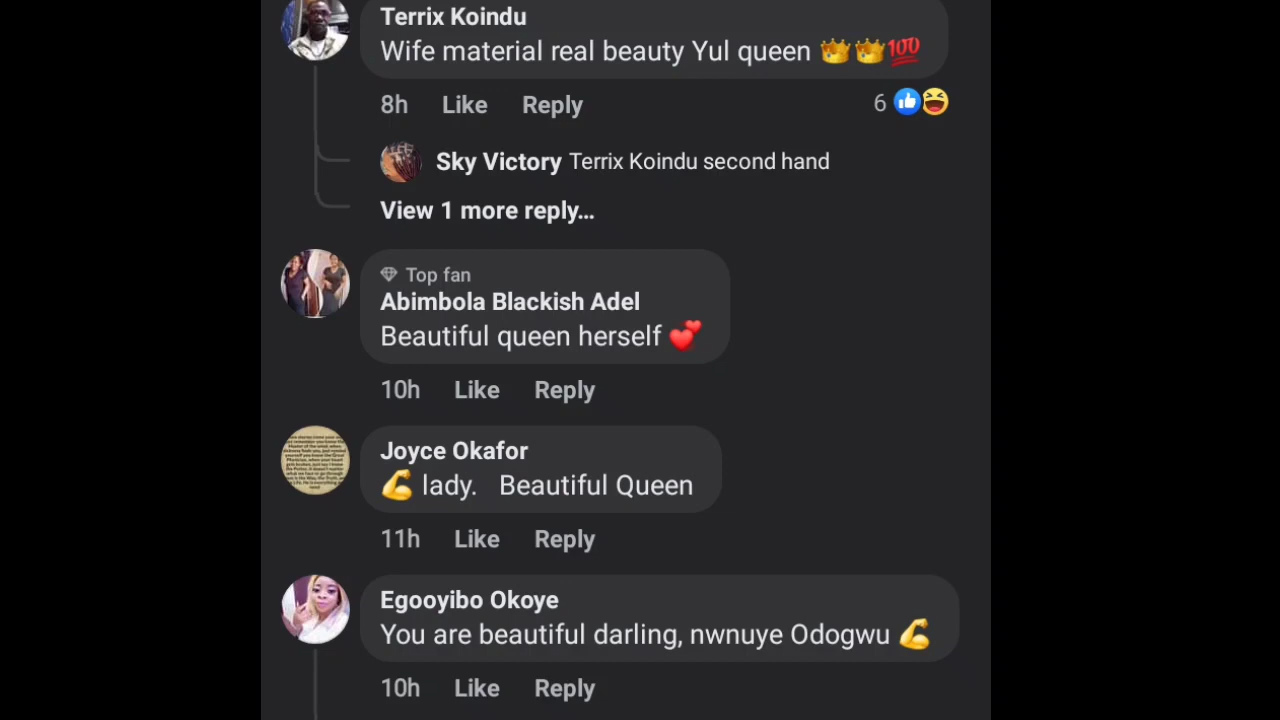 Terrix Koindu
Wife material real beauty Yul queen 👑👑💯
8h Like Reply 6
Sky Victory Terrix Koindu second hand
View 1 more reply...
Top fan
Abimbola Blackish Adel
Beautiful queen herself 💕
10h Like Reply
Joyce Okafor
💪 lady. Beautiful Queen
11h Like Reply
Egooyibo Okoye
You are beautiful darling, nwnuye Odogwu 💪
10h Like Reply